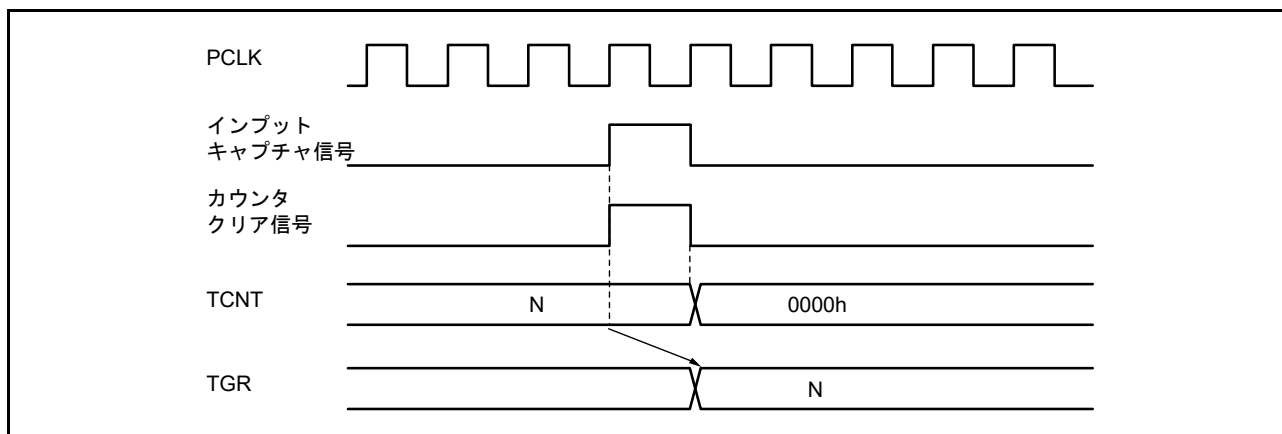 PCLK
インプット
キャプチャ信号
カウンタ
クリア信号
TCNT
N
0000h
TGR
N